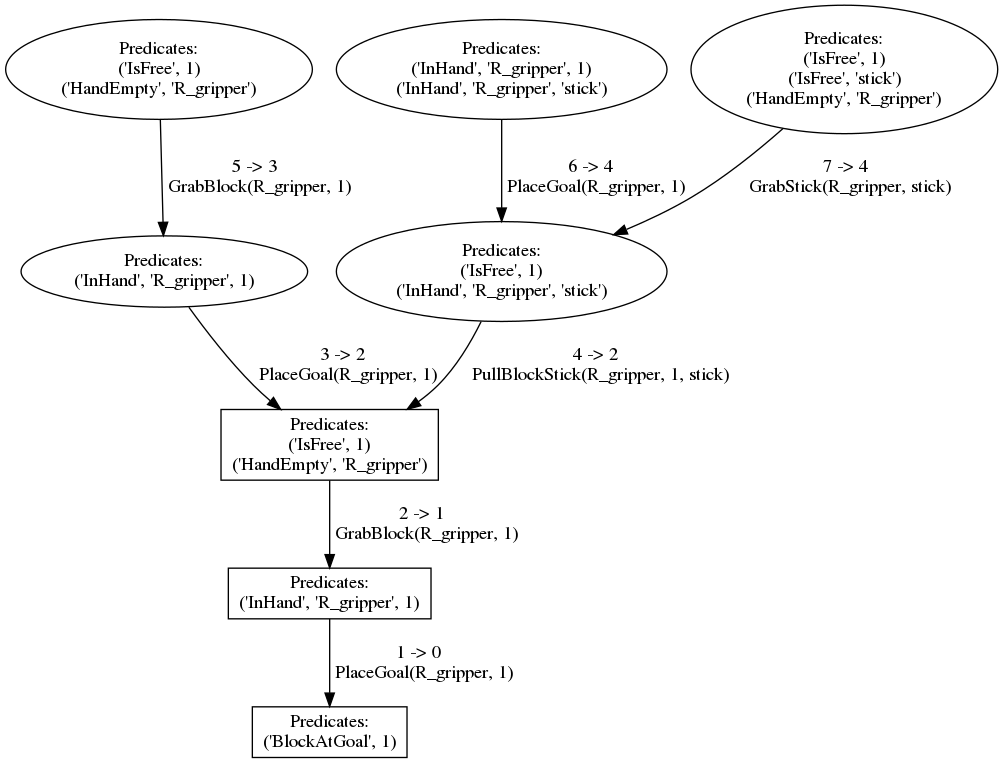 Predicates:
('IsFree', 1)
('HandEmpty', 'R_gripper')
Predicates:
('InHand', 'R_gripper', 1)
('InHand', 'R_gripper', 'stick')
Predicates:
('IsFree', 1)
('IsFree', 'stick')
('HandEmpty', 'R_gripper')
5 -> 3
GrabBlock(R_gripper, 1)
6 -> 4
PlaceGoal(R_gripper, 1)
7 -> 4
GrabStick(R_gripper, stick)
Predicates:
('InHand', 'R_gripper', 1)
Predicates:
('IsFree', 1)
('InHand', 'R_gripper', 'stick')
3 -> 2
PlaceGoal(R_gripper, 1)
4 -> 2
PullBlockStick(R_gripper, 1, stick)
Predicates:
('IsFree', 1)
('HandEmpty', 'R_gripper')
2 -> 1
GrabBlock(R_gripper, 1)
Predicates:
('InHand', 'R_gripper', 1)
1 -> 0
PlaceGoal(R_gripper, 1)
Predicates:
('BlockAtGoal', 1)